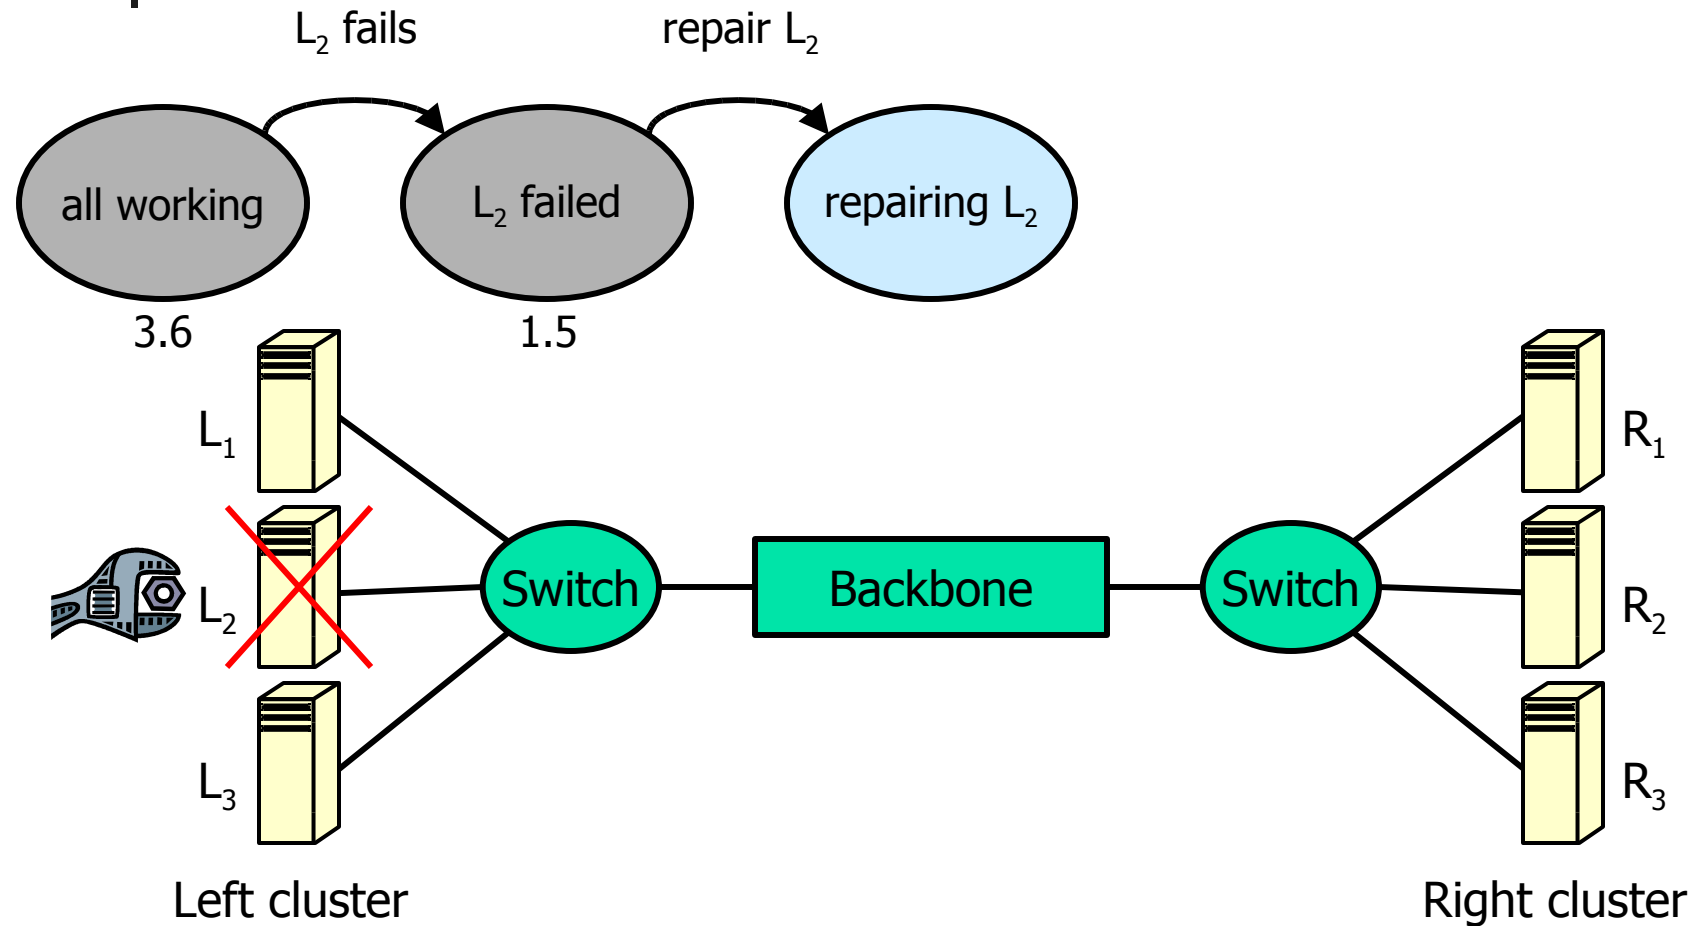 L₂ fails repair L₂
all working L₂ failed repairing L₂
3.6 1.5
L₁ R₁
Switch Backbone Switch
L₂ R₂
L₃ R₃
Left cluster Right cluster